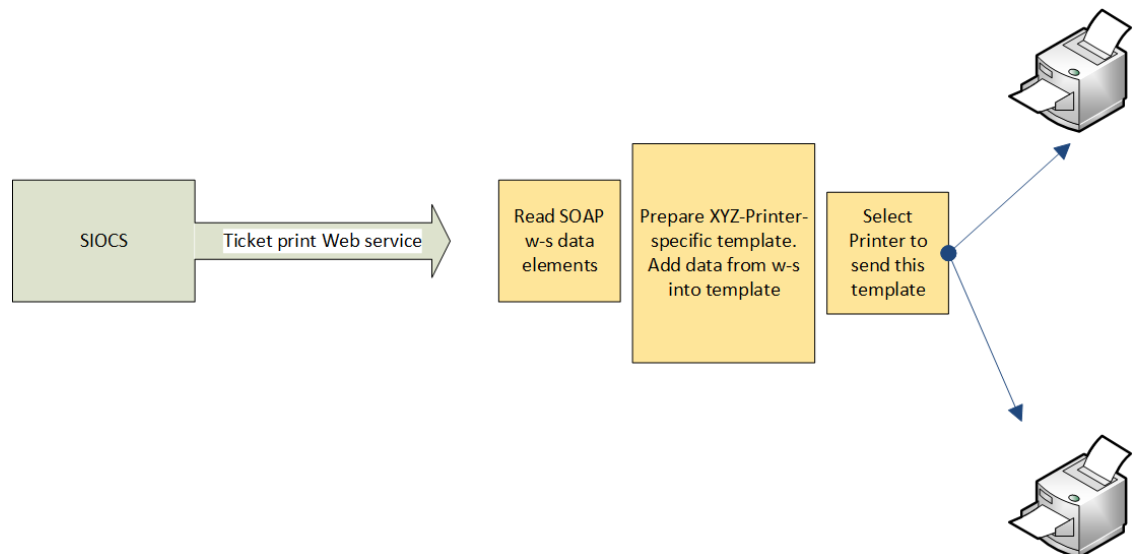 SIOCS
Ticket print Web service
Read SOAP
w-s data
elements
Prepare XYZ-Printer-
specific template.
Add data from w-s
into template
Select
Printer to
send this
template